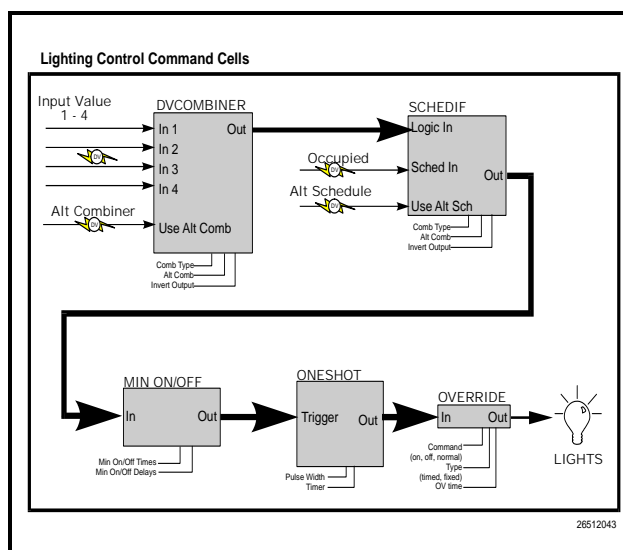 Lighting Control Command Cells
Input Value
1 - 4
DVCOMBINER
In 1
Out
In 2
DV
In 3
In 4
Alt Combiner
DV
Use Alt Comb
Comb Type
Alt Comb
Invert Output
SCHEDIF
Logic In
Occupied
DV
Sched In
Out
Alt Schedule
DV
Use Alt Sch
Comb Type
Alt Comb
Invert Output
MIN ON/OFF
In
Out
Min On/Off Times
Min On/Off Delays
ONESHOT
Trigger
Out
Pulse Width
Timer
OVERRIDE
In
Out
Command
(on, off, normal)
Type
(timed, fixed)
OV time
LIGHTS
26512043